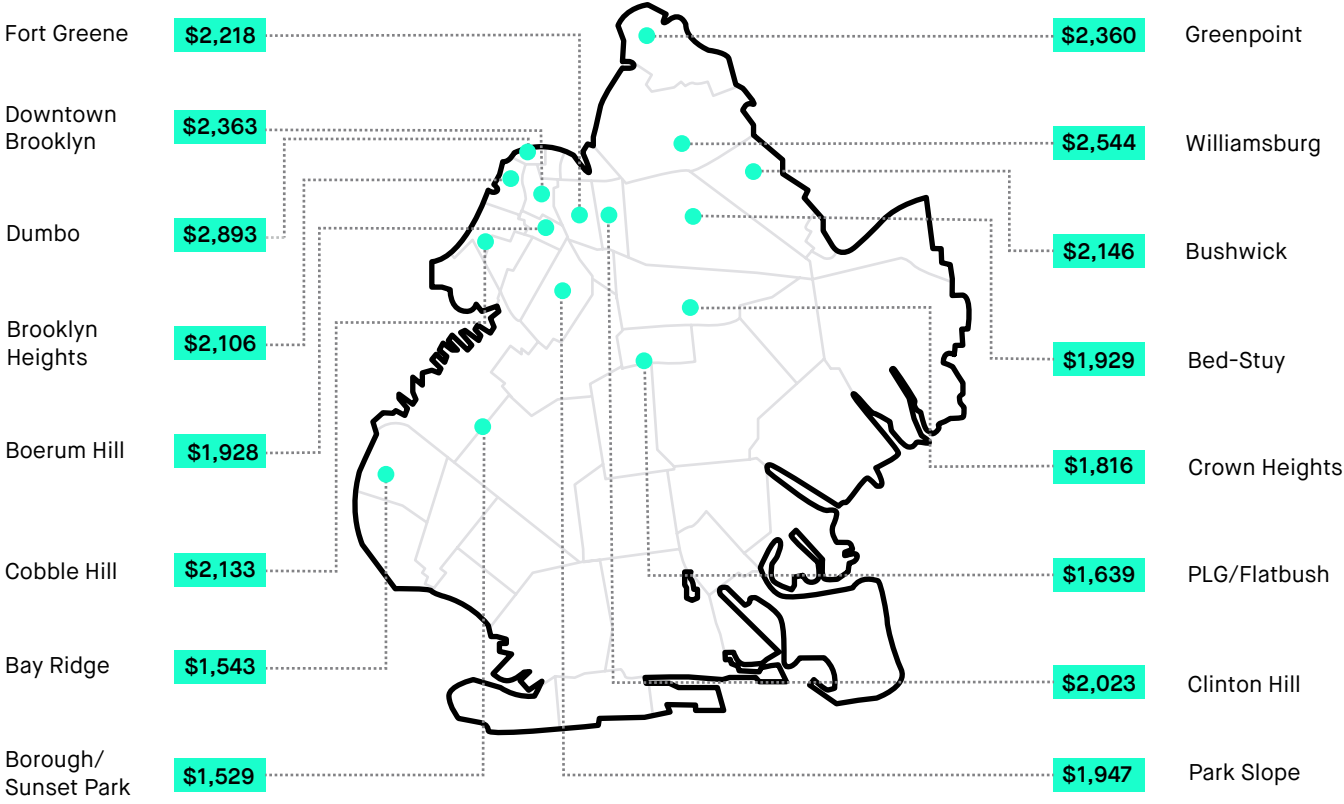 Fort Greene $2,218
Downtown
Brooklyn $2,363
Dumbo $2,893
Brooklyn
Heights $2,106
Boerum Hill $1,928
Cobble Hill $2,133
Bay Ridge $1,543
Borough/
Sunset Park $1,529
$2,360 Greenpoint
$2,544 Williamsburg
$2,146 Bushwick
$1,929 Bed-Stuy
$1,816 Crown Heights
$1,639 PLG/Flatbush
$2,023 Clinton Hill
$1,947 Park Slope